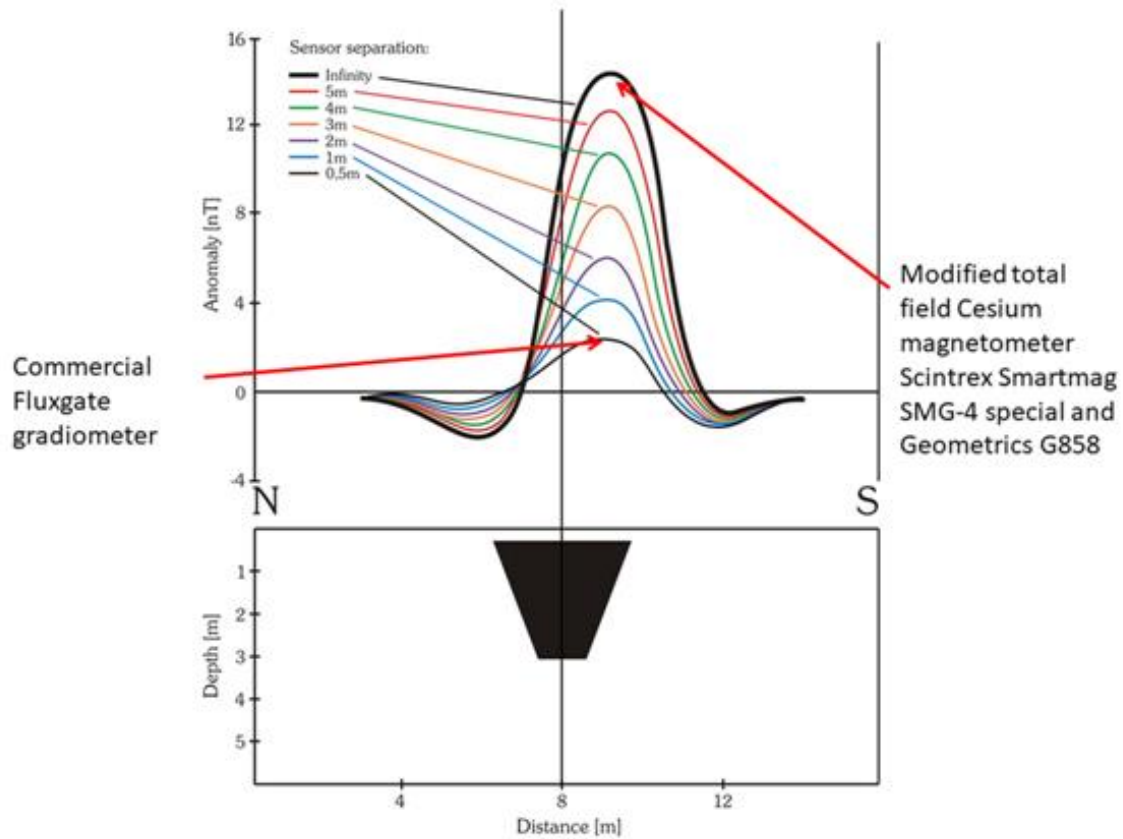 16
12
8
4
0
-4
Anomaly [nT]
Sensor separation:
Infinity
5m
4m
3m
2m
1m
0,5m
Commercial
Fluxgate
gradiometer
Modified total
field Cesium
magnetometer
Scintrex Smartmag
SMG-4 special and
Geometrics G858
N
S
Depth [m]
1
2
3
4
5
4
8
12
Distance [m]